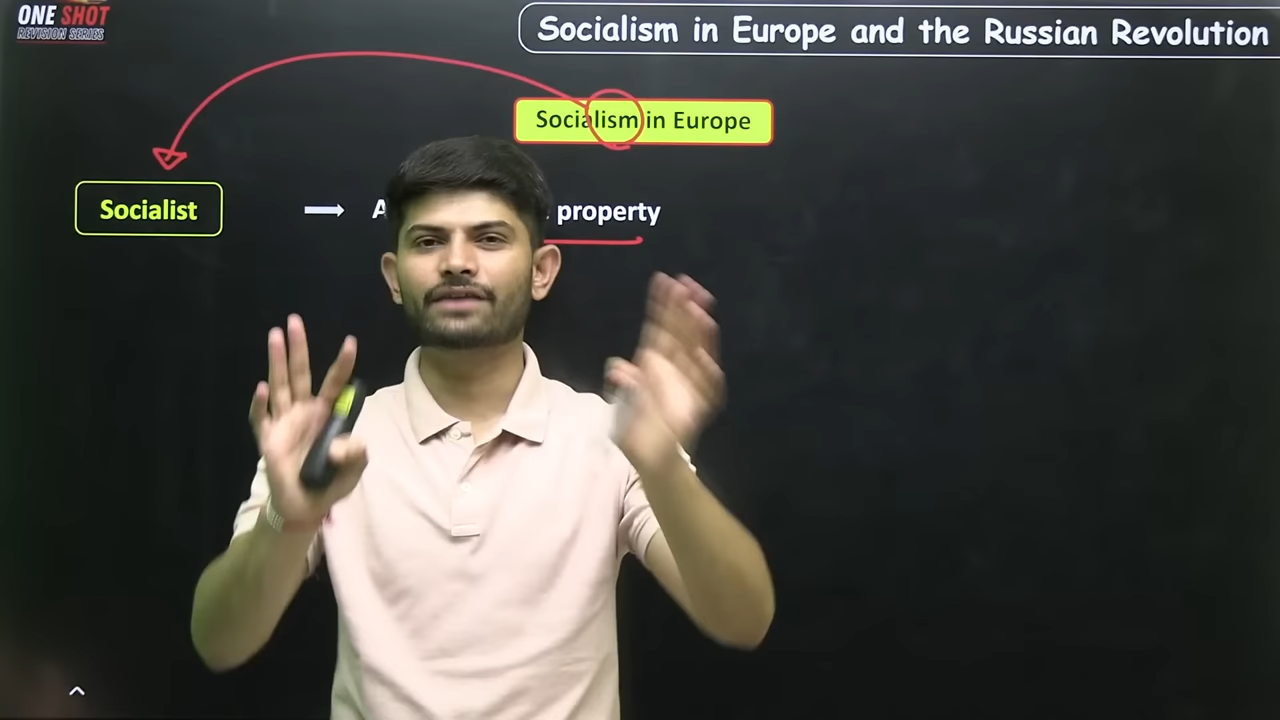 ONE SHOT
REVISION SERIES
Socialism in Europe and the Russian Revolution
Socialism in Europe
Socialist
property